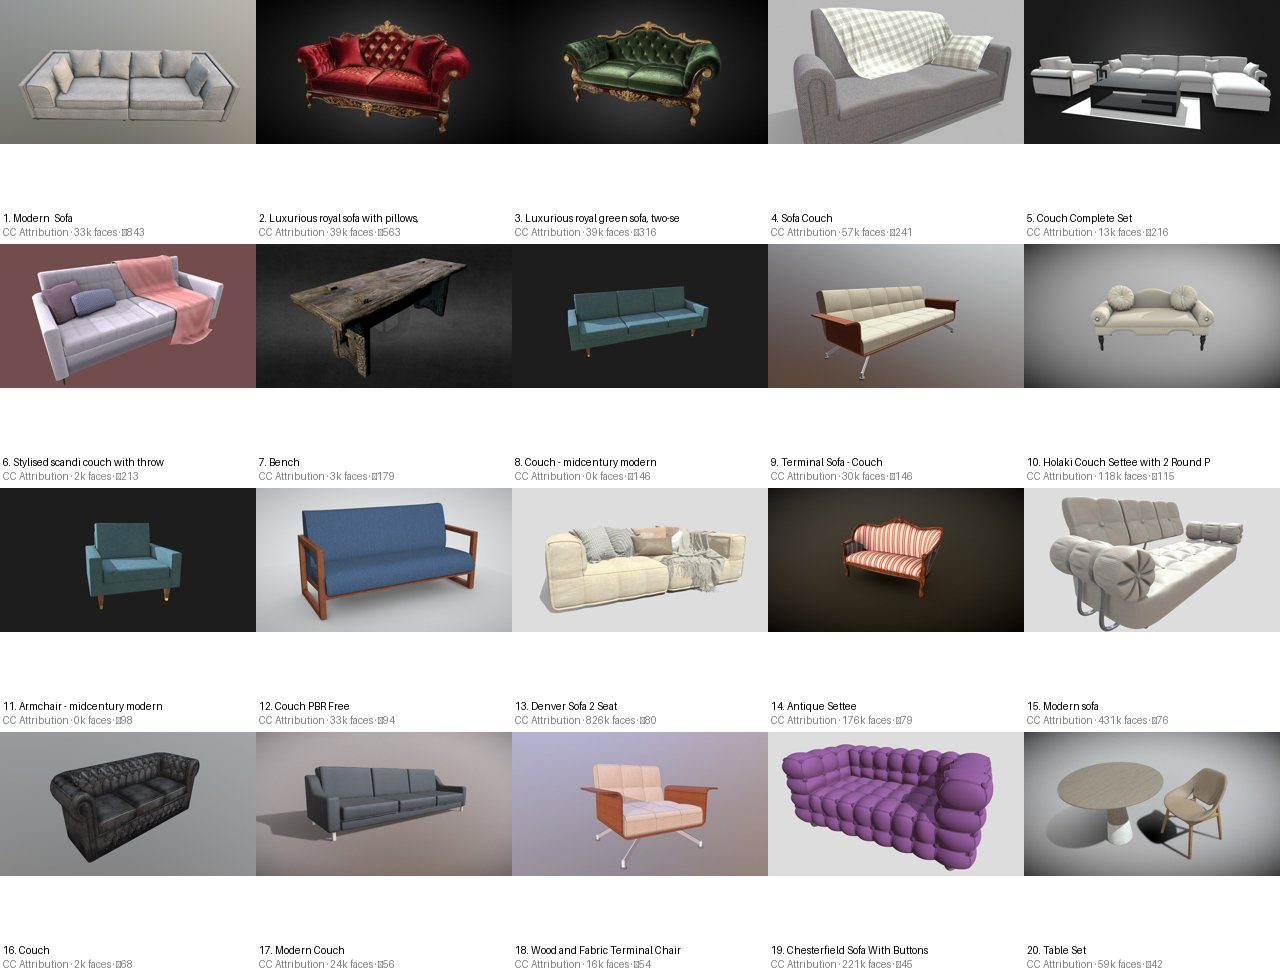 1. Modern  Sofa
CC Attribution · 33k faces · 843
2. Luxurious royal sofa with pillows,
CC Attribution · 39k faces · 563
3. Luxurious royal green sofa, two-se
CC Attribution · 39k faces · 316
4. Sofa Couch
CC Attribution · 57k faces · 241
5. Couch Complete Set
CC Attribution · 13k faces · 216
6. Stylised scandi couch with throw
CC Attribution · 2k faces · 213
7. Bench
CC Attribution · 3k faces · 179
8. Couch - midcentury modern
CC Attribution · 0k faces · 146
9. Terminal Sofa - Couch
CC Attribution · 30k faces · 146
10. Holaki Couch Settee with 2 Round P
CC Attribution · 118k faces · 115
11. Armchair - midcentury modern
CC Attribution · 0k faces · 98
12. Couch PBR Free
CC Attribution · 33k faces · 94
13. Denver Sofa 2 Seat
CC Attribution · 826k faces · 80
14. Antique Settee
CC Attribution · 176k faces · 79
15. Modern sofa
CC Attribution · 431k faces · 76
16. Couch
CC Attribution · 2k faces · 68
17. Modern Couch
CC Attribution · 24k faces · 56
18. Wood and Fabric Terminal Chair
CC Attribution · 16k faces · 54
19. Chesterfield Sofa With Buttons
CC Attribution · 221k faces · 45
20. Table Set
CC Attribution · 59k faces · 42